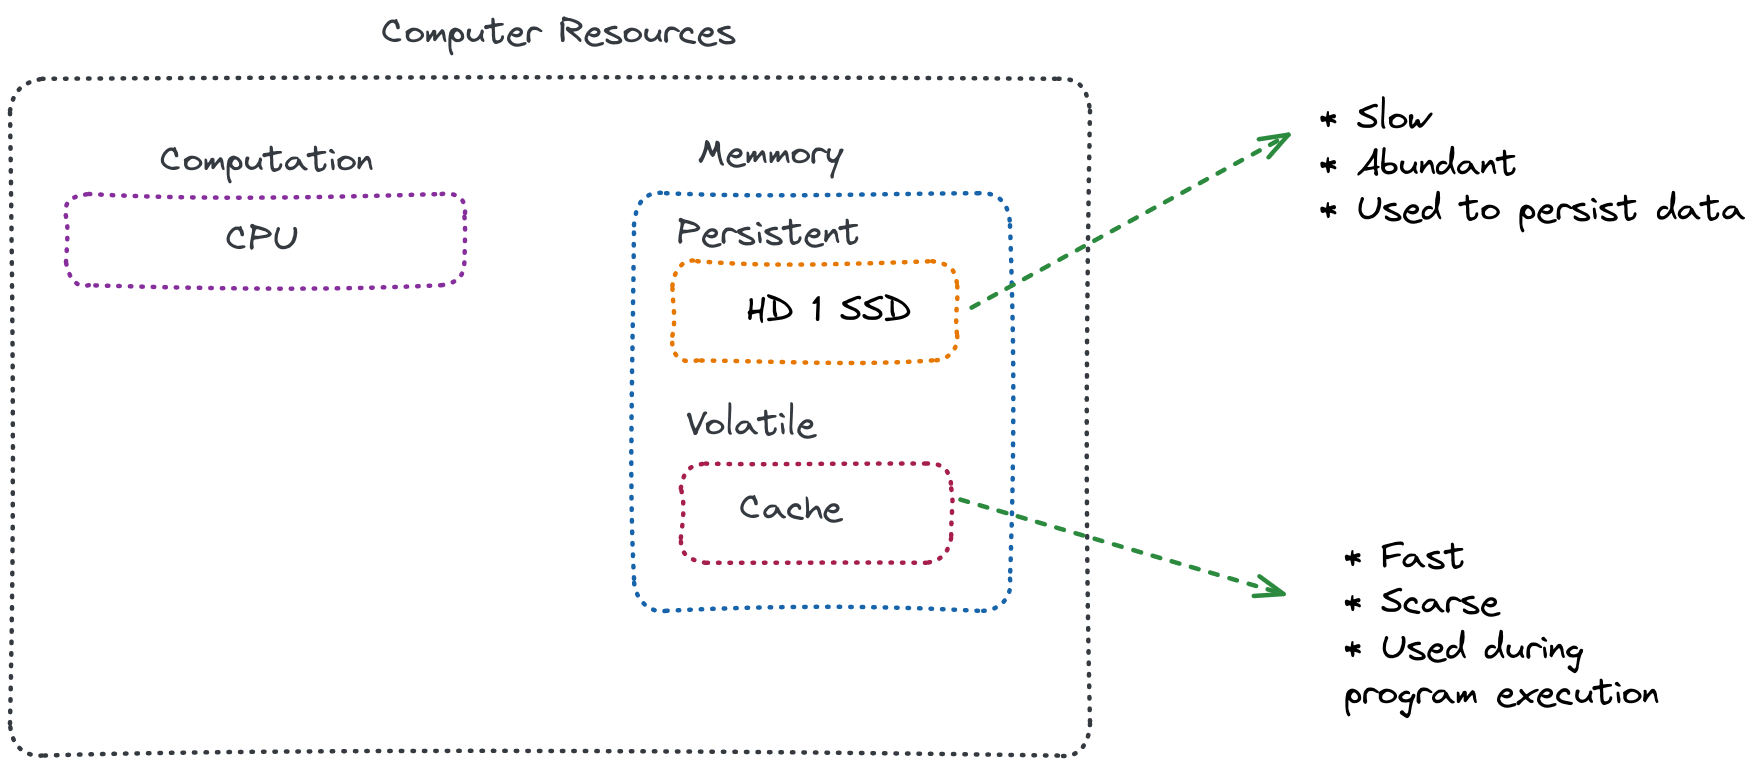 Computer Resources
Computation
CPU
Memmory
Persistent
HD 1 SSD
Volatile
Cache
* Slow
* Abundant
* Used to persist data
* Fast
* Scarse
* Used during
program execution